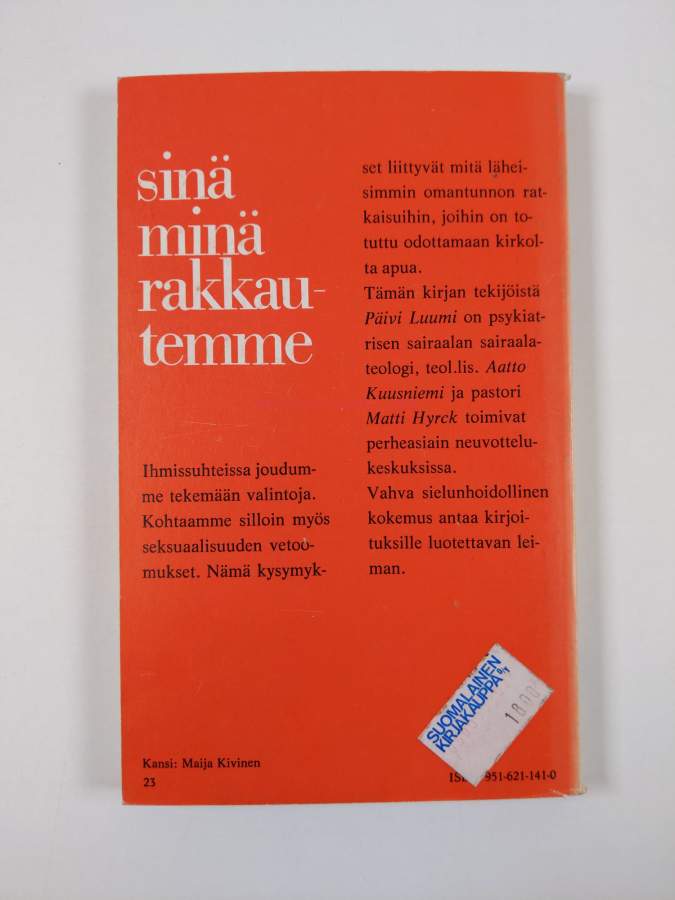 sinä
minä
rakkau-
temme
Ihmissuhteissa joudum-
me tekemään valintoja.
Kohtaamme silloin myös
seksuaalisuuden vetoo-
mukset. Nämä kysymyk-
set liittyvät mitä lähei-
simmin omantunnon rat-
kaisuihin, joihin on to-
tuttu odottamaan kirkol-
ta apua.
Tämän kirjan tekijöistä
Päivi Luumi on psykiat-
risen sairaalan sairaala-
teologi, teol.lis. Aatto
Kuusniemi ja pastori
Matti Hyrck toimivat
perheasiain neuvottelu-
keskuksissa.
Vahva sielunhoidollinen
kokemus antaa kirjoi-
tuksille luotettavan lei-
man.
SUOMALAINEN
KIRJAKAUPPA
Kansi: Maija Kivinen
23
951-621-141-0